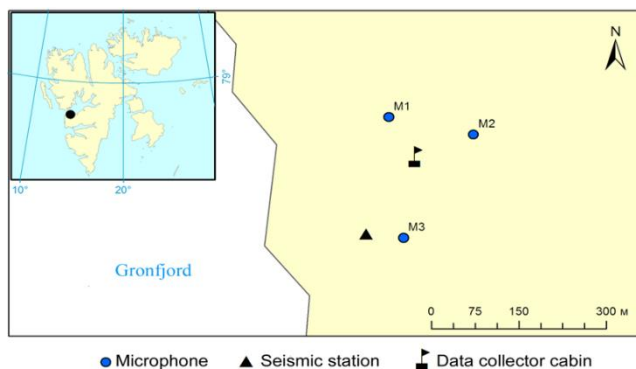 79°
10°
20°
N
M1
M2
M3
Gronfjord
0 75 150 300 м
Microphone Seismic station Data collector cabin